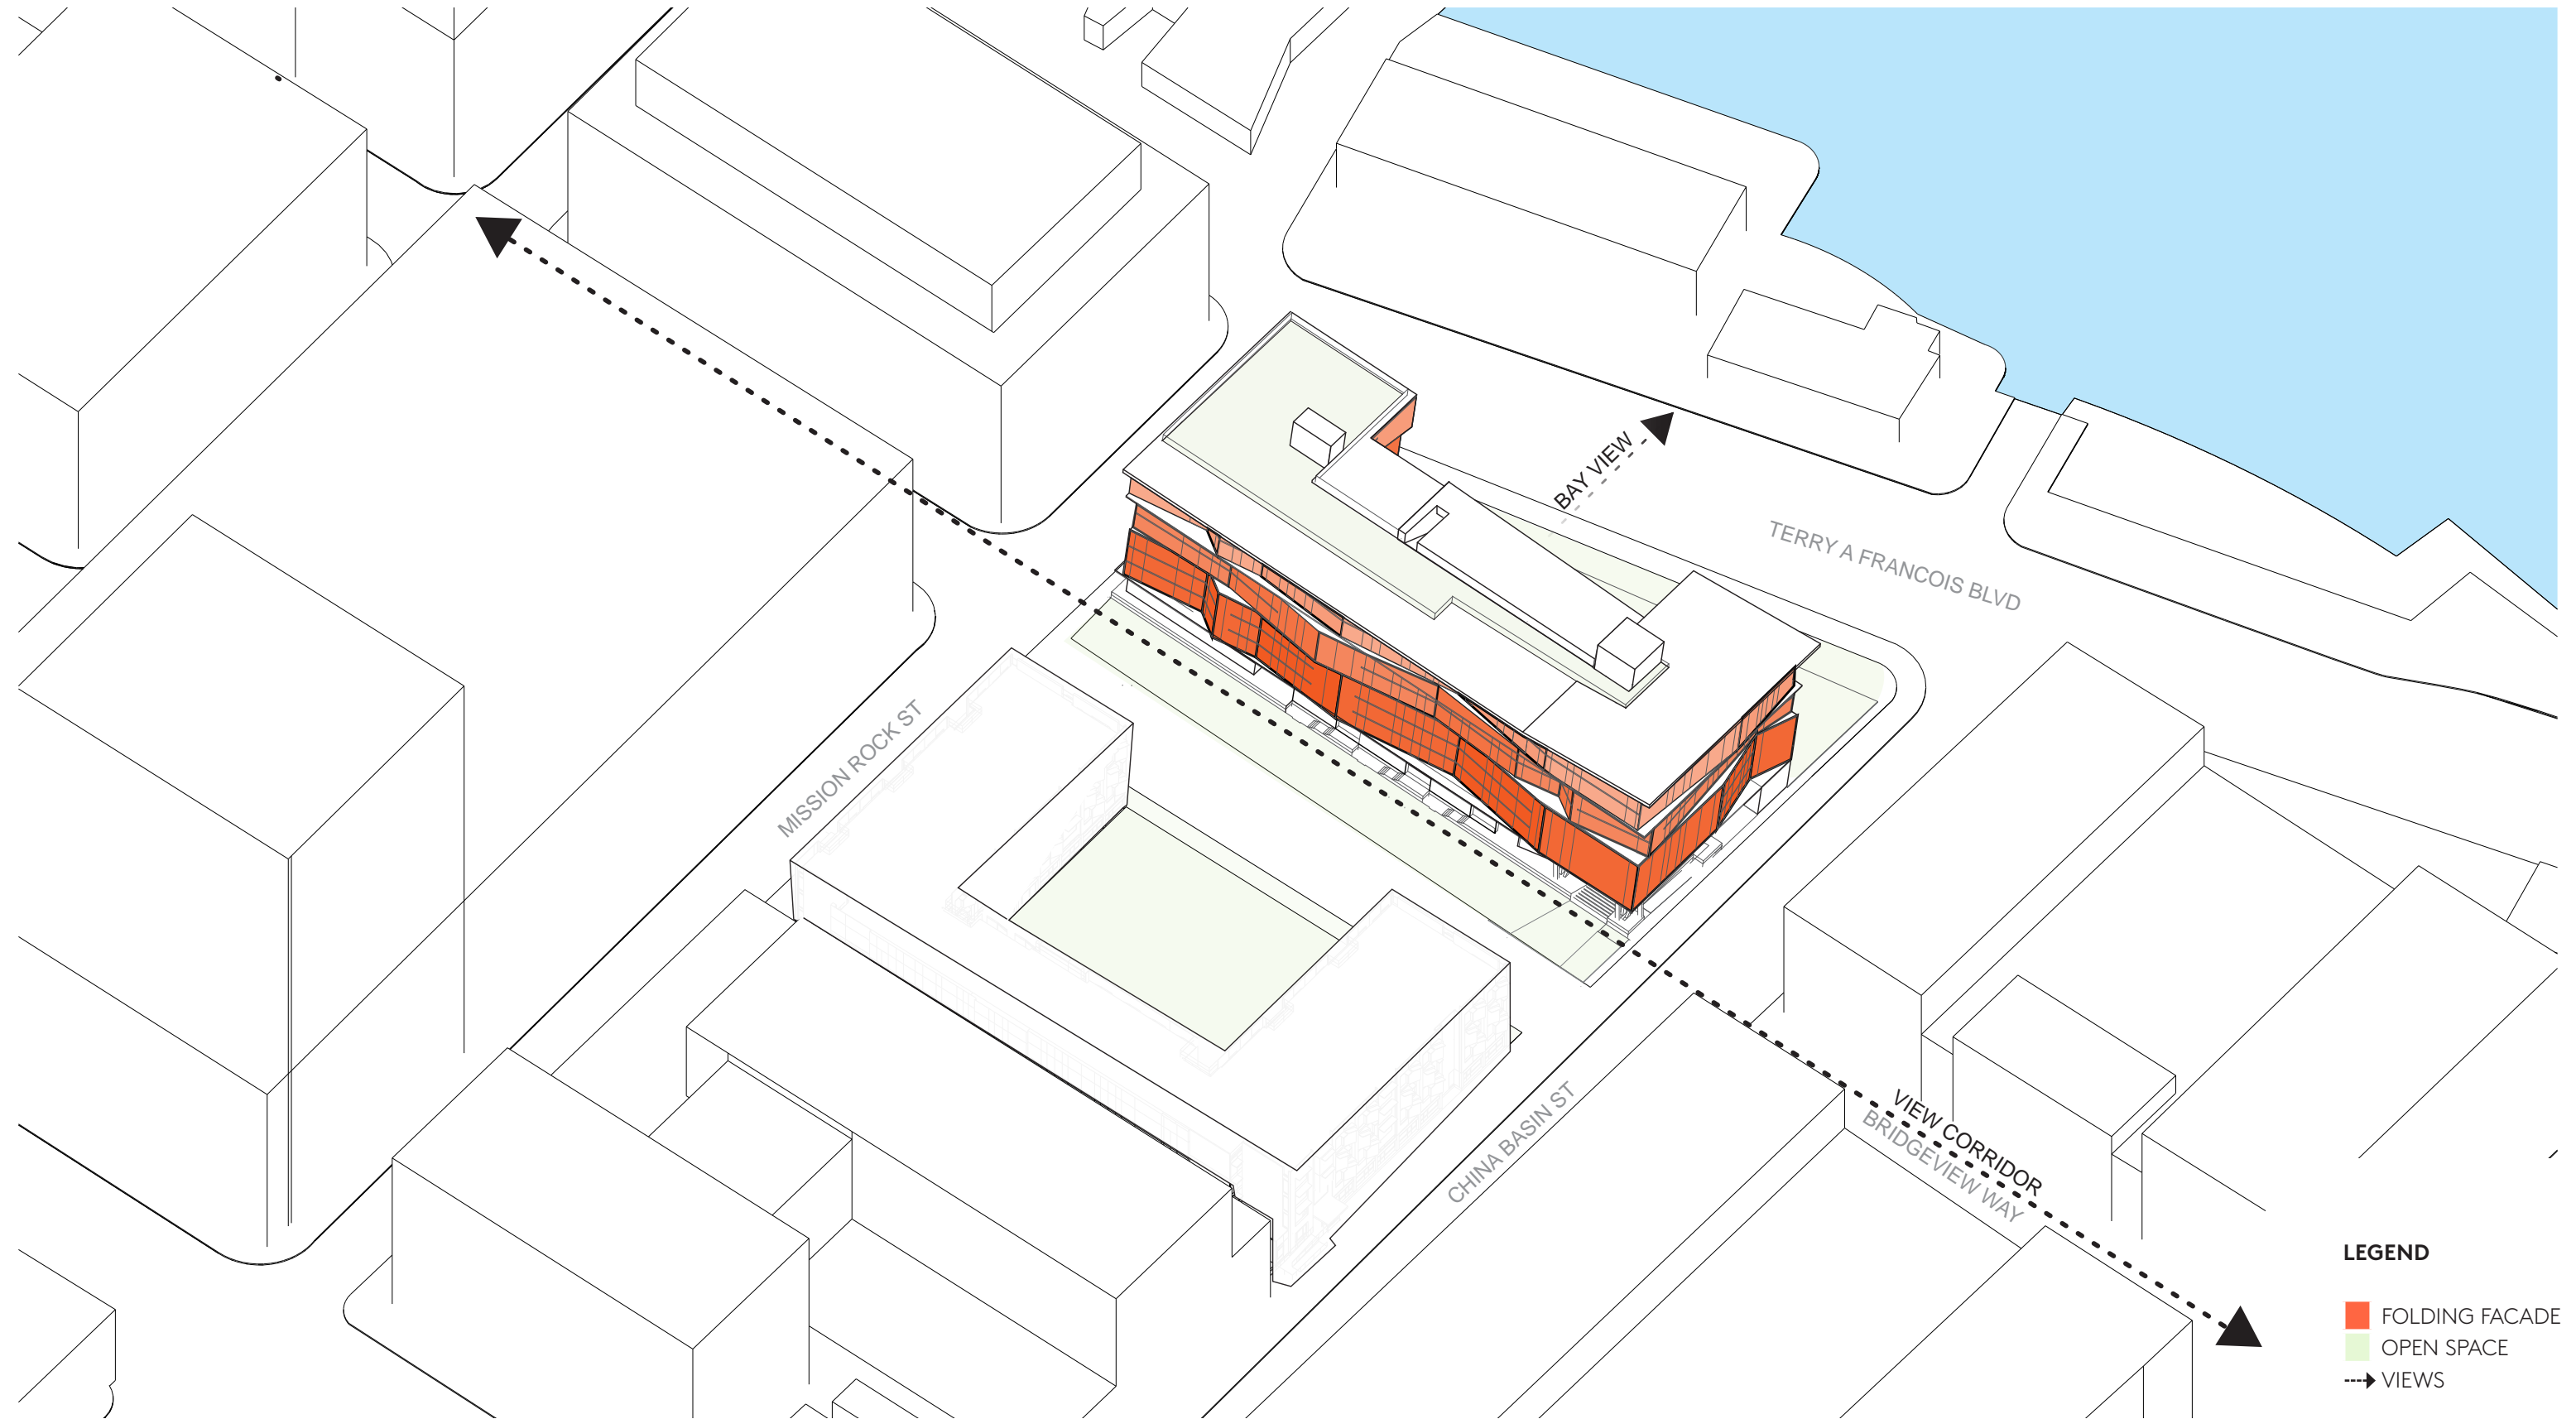 BAY VIEW
TERRY A FRANCOIS BLVD
MISSION ROCK ST
CHINA BASIN ST
VIEW CORRIDOR
BRIDGEVIEW WAY
LEGEND
FOLDING FACADE
OPEN SPACE
VIEWS